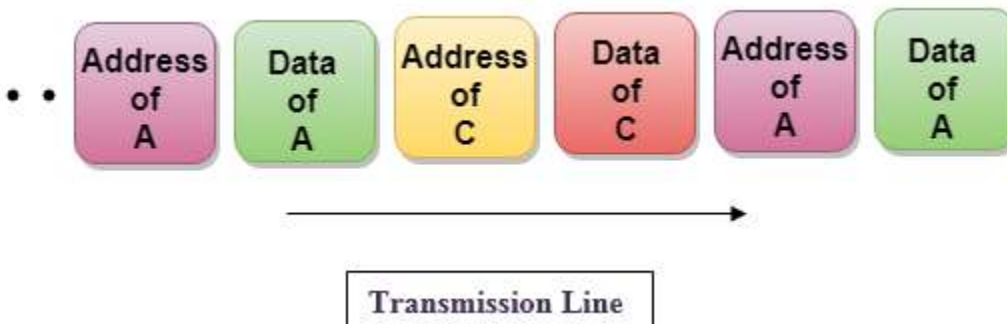 Address
of
A
Data
of
A
Address
of
C
Data
of
C
Address
of
A
Data
of
A
Transmission Line